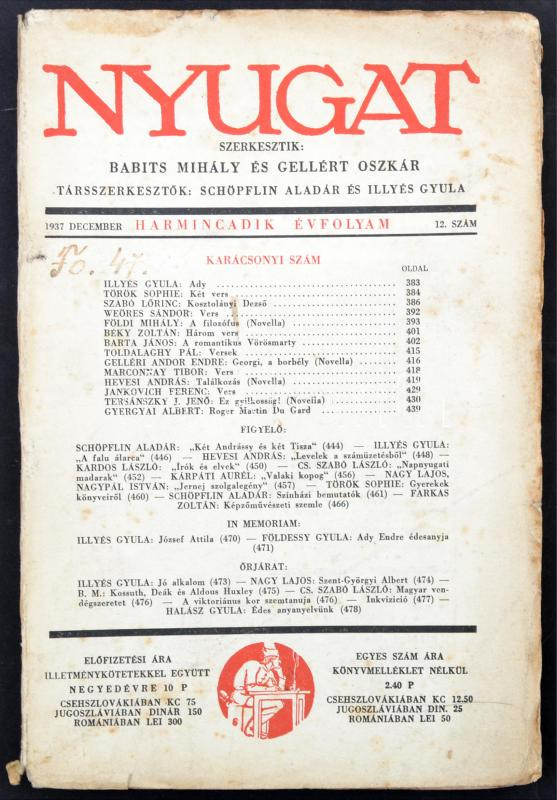 NYUGAT
SZERKESZTIK:
BABITS MIHÁLY ÉS GELLÉRT OSZKÁR
TÁRSSZERKESZTŐK: SCHÖPFLIN ALADÁR ÉS ILLYÉS GYULA
1937 DECEMBER HARMINCADIK ÉVFOLYAM 12. SZÁM
Fo. 47.
KARÁCSONYI SZÁM
OLDAL
ILLYÉS GYULA: Ady 383
TÖRÖK SOPHIE: Két vers 384
SZABÓ LŐRINC: Kosztolányi Dezső 386
WEÖRES SÁNDOR: Vers 392
FÖLDI MIHÁLY: A filozófus (Novella) 393
BEKY ZOLTÁN: Három vers 401
BARTA JÁNOS: A romantikus Vörösmarty 402
TOLDALAGHY PÁL: Versek 415
GELLÉRI ANDOR ENDRE: Georgi, a borbély (Novella) 416
MARCONNAY TIBOR: Vers 418
HEVESI ANDRÁS: Találkozás (Novella) 419
JANKOVICH FERENC: Vers 429
TERSÁNSZKY J. JENŐ: Ez gyilkosság! (Novella) 430
GYERGYAI ALBERT: Roger Martin Du Gard 439
FIGYELŐ:
SCHÖPFLIN ALADÁR: „Két Andrássy és két Tisza" (444) — ILLYÉS GYULA:
„A falu álarca" (446) — HEVESI ANDRÁS: „Levelek a száműzetésből" (448) —
KARDOS LÁSZLÓ: „Írók és elvek" (450) — CS. SZABÓ LÁSZLÓ: „Napnyugati
madarak" (452) — KÁRPÁTI AURÉL: „Valaki kopog" (456) — NAGY LAJOS,
NAGYPÁL ISTVÁN: „Jernej szolgalegény" (457) — TÖRÖK SOPHIE: Gyerekek
könyveiről (460) — SCHÖPFLIN ALADÁR: Színházi bemutatók (461) — FARKAS
ZOLTÁN: Képzőművészeti szemle (466)
IN MEMORIAM:
ILLYÉS GYULA: József Attila (470) — FÖLDESSY GYULA: Ady Endre édesanyja
(471)
ŐRJÁRAT:
ILLYÉS GYULA: Jó alkalom (473) — NAGY LAJOS: Szent-Györgyi Albert (474) —
B. M.: Kossuth, Deák és Aldous Huxley (475) — CS. SZABÓ LÁSZLÓ: Magyar ven-
dégszeretet (476) — A viktoriánus kor szemtanuja (476) — Inkvizíció (477) —
HALÁSZ GYULA: Édes anyanyelvünk (478)
ELŐFIZETÉSI ÁRA
ILLETMÉNYKÖTETEKKEL EGYÜTT
NEGYEDÉVRE 10 P
CSEHSZLOVÁKIÁBAN KC 75
JUGOSZLÁVIÁBAN DINÁR 150
ROMÁNIÁBAN LEI 300
EGYES SZÁM ÁRA
KÖNYVMELLÉKLET NÉLKÜL
2.40 P
CSEHSZLOVÁKIÁBAN KC 12.50
JUGOSZLÁVIÁBAN DIN. 25
ROMÁNIÁBAN LEI 50